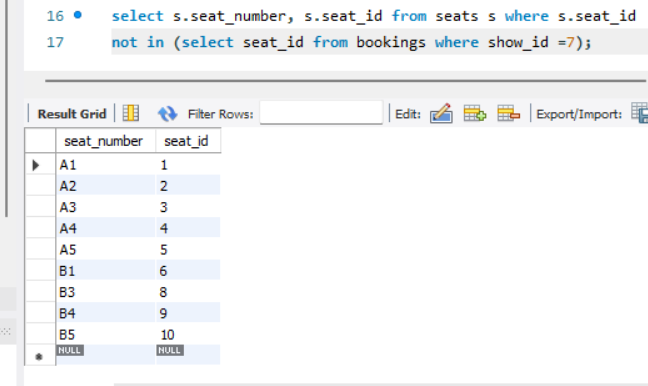 16 select s.seat_number, s.seat_id from seats s where s.seat_id
17 not in (select seat_id from bookings where show_id =7);
Result Grid Filter Rows: Edit: Export/Import:
seat_number seat_id
A1 1
A2 2
A3 3
A4 4
A5 5
B1 6
B3 8
B4 9
B5 10
NULL NULL